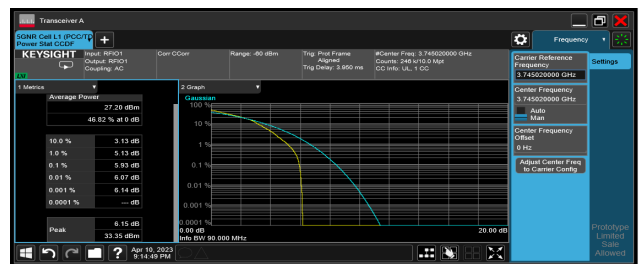 Transceiver A
5GNR Cell L1 (PCC/TD
Power Stat CCDF
Frequency
KEYSIGHT
Input: RFIO1
Output: RFIO1
Coupling: AC
Corr CCorr
Range: -60 dBm
Trig: Prot Frame
Aligned
Trig Delay: 3.950 ms
#Center Freq: 3.745020000 GHz
Counts: 246 k/10.0 Mpt
CC Info: UL, 1 CC
LXI
Carrier Reference
Frequency
3.745020000 GHz
Settings
Center Frequency
3.745020000 GHz
Auto
Man
Center Frequency
Offset
0 Hz
Adjust Center Freq
to Carrier Config
1 Metrics
Average Power
27.20 dBm
46.82 % at 0 dB
10.0 % 3.13 dB
1.0 % 5.13 dB
0.1 % 5.93 dB
0.01 % 6.07 dB
0.001 % 6.14 dB
0.0001 % --- dB
Peak
6.15 dB
33.35 dBm
2 Graph
Gaussian
100 %
10 %
1 %
0.1 %
0.01 %
0.001 %
0.0001 %
0.00 dB
20.00 dB
Info BW 90.000 MHz
Apr 10, 2023
9:14:49 PM
Prototype
Limited
Sale
Allowed